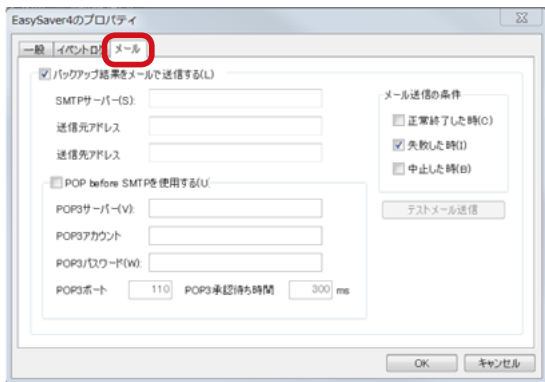 EasySaver4のプロパティ
一般 イベントログ メール
バックアップ結果をメールで送信する(L)
SMTPサーバー(S):
送信元アドレス
送信先アドレス
メール送信の条件
正常終了した時(C)
失敗した時(I)
中止した時(B)
テストメール送信
POP before SMTPを使用する(U
POP3サーバー(V):
POP3アカウント
POP3パスワード(W):
POP3ポート 110 POP3承認待ち時間 300 ms
OK キャンセル